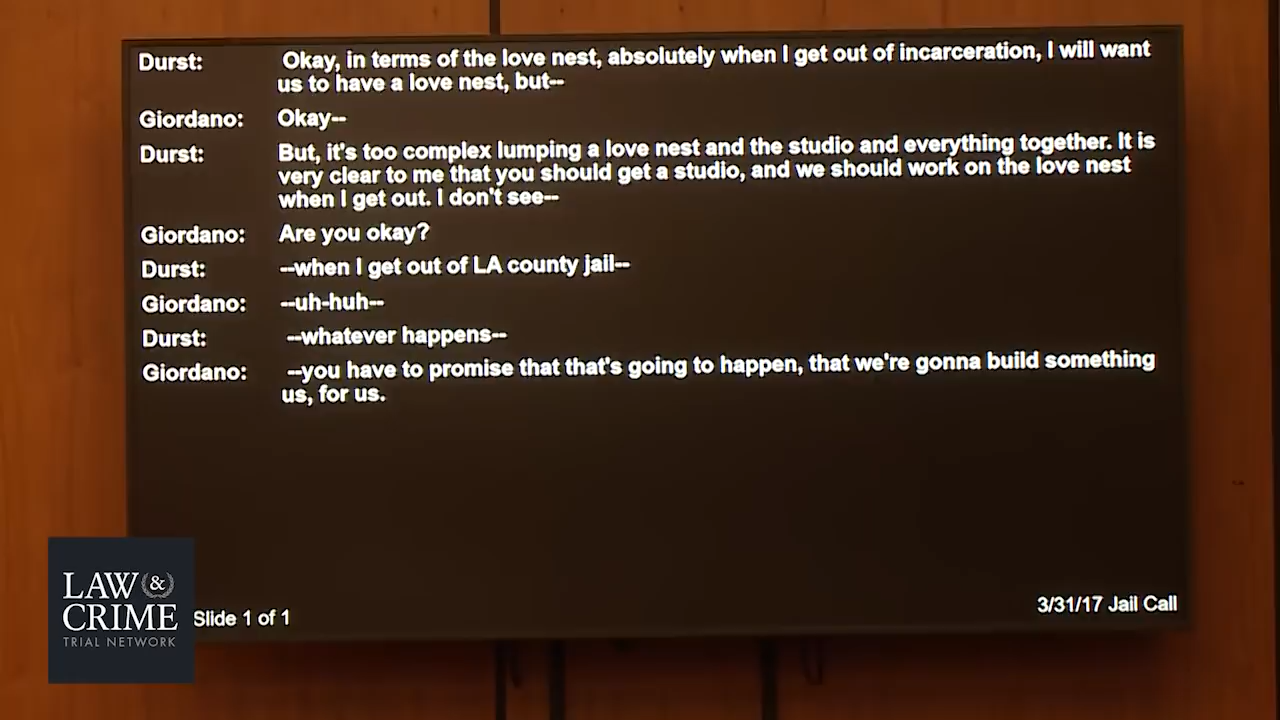 Durst: Okay, in terms of the love nest, absolutely when I get out of incarceration, I will want
us to have a love nest, but--
Giordano: Okay--
Durst: But, it's too complex lumping a love nest and the studio and everything together. It is
very clear to me that you should get a studio, and we should work on the love nest
when I get out. I don't see--
Giordano: Are you okay?
Durst: --when I get out of LA county jail--
Giordano: --uh-huh--
Durst: --whatever happens--
Giordano: --you have to promise that that's going to happen, that we're gonna build something
us, for us.
Slide 1 of 1
3/31/17 Jail Call
LAW &
CRIME
TRIAL NETWORK